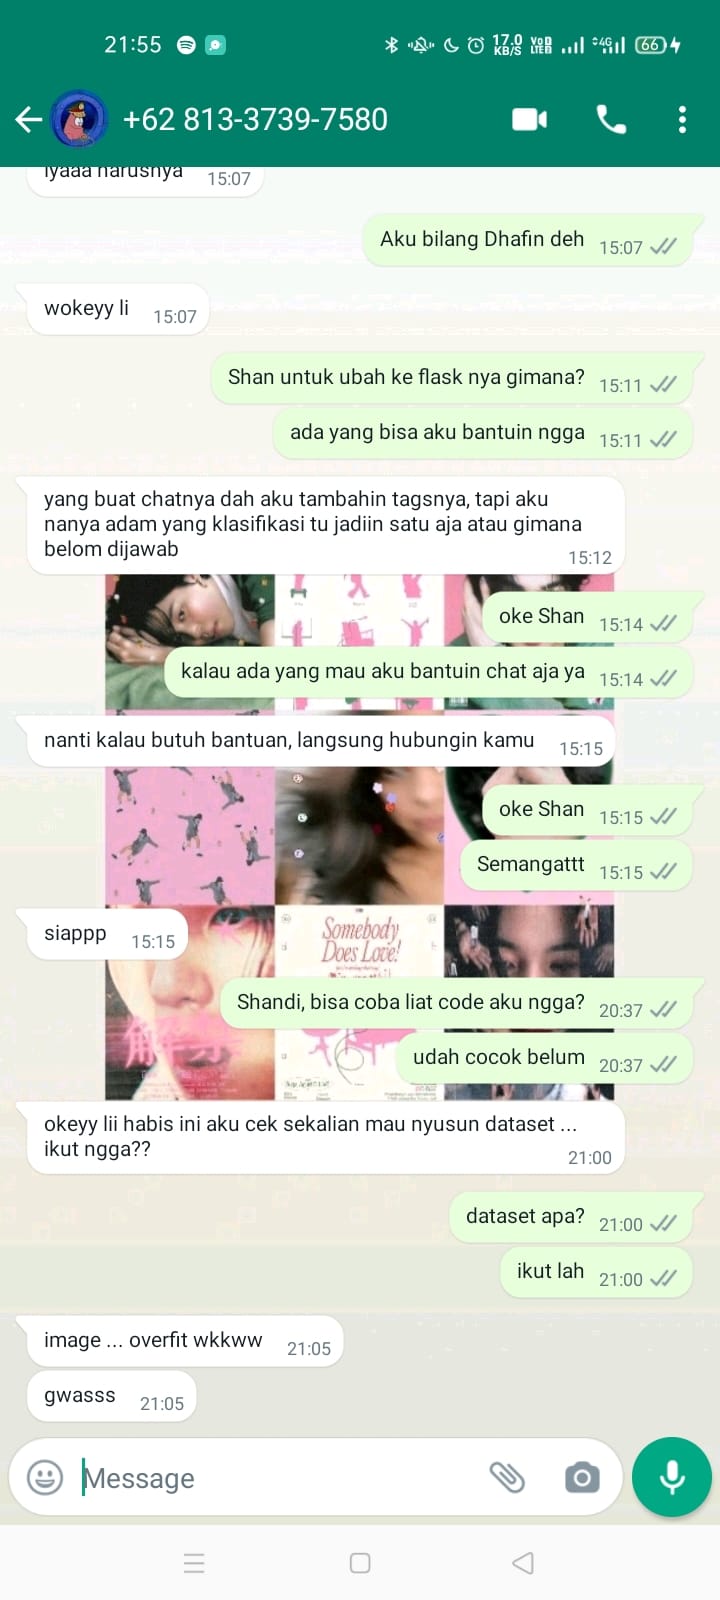 21:55
17.0
KB/S
VoD
LTE
4G
66
+62 813-3739-7580
iyaaa harusnya 15:07
Aku bilang Dhafin deh 15:07
wokeyy li 15:07
Shan untuk ubah ke flask nya gimana? 15:11
ada yang bisa aku bantuin ngga 15:11
yang buat chatnya dah aku tambahin tagsnya, tapi aku
nanya adam yang klasifikasi tu jadiin satu aja atau gimana
belom dijawab 15:12
oke Shan 15:14
kalau ada yang mau aku bantuin chat aja ya 15:14
nanti kalau butuh bantuan, langsung hubungin kamu 15:15
oke Shan 15:15
Semangattt 15:15
siappp 15:15
Somebody
Does Love!
Shandi, bisa coba liat code aku ngga? 20:37
解禁
udah cocok belum 20:37
okeyy lii habis ini aku cek sekalian mau nyusun dataset ...
ikut ngga?? 21:00
dataset apa? 21:00
ikut lah 21:00
image ... overfit wkkww 21:05
gwasss 21:05
Message